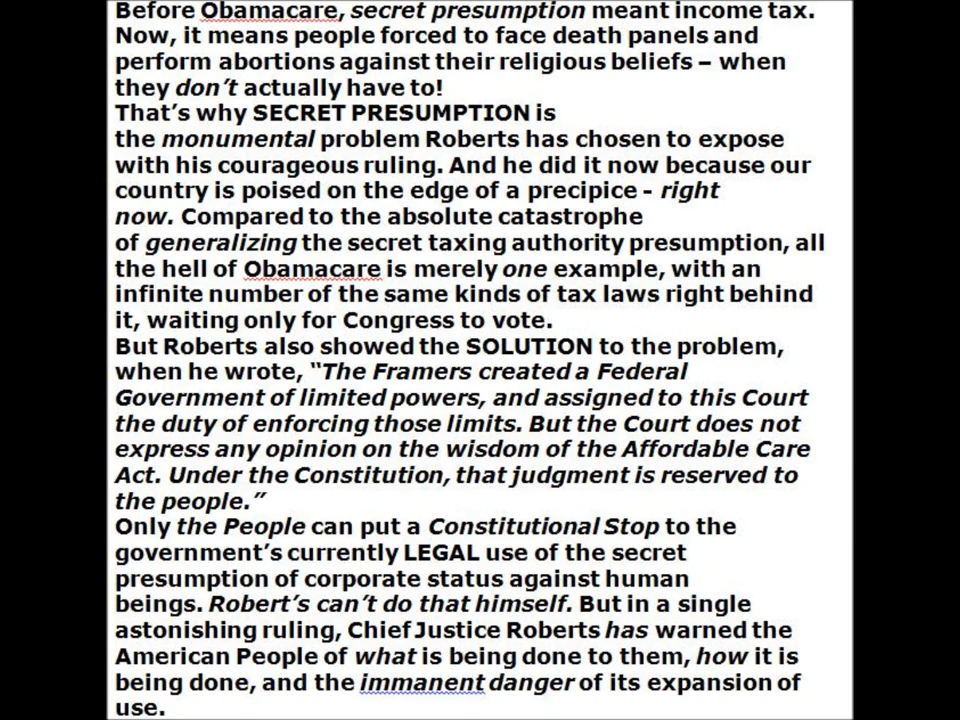 Before Obamacare, secret presumption meant income tax.
Now, it means people forced to face death panels and
perform abortions against their religious beliefs – when
they don’t actually have to!
That’s why SECRET PRESUMPTION is
the monumental problem Roberts has chosen to expose
with his courageous ruling. And he did it now because our
country is poised on the edge of a precipice - right
now. Compared to the absolute catastrophe
of generalizing the secret taxing authority presumption, all
the hell of Obamacare is merely one example, with an
infinite number of the same kinds of tax laws right behind
it, waiting only for Congress to vote.
But Roberts also showed the SOLUTION to the problem,
when he wrote, “The Framers created a Federal
Government of limited powers, and assigned to this Court
the duty of enforcing those limits. But the Court does not
express any opinion on the wisdom of the Affordable Care
Act. Under the Constitution, that judgment is reserved to
the people.”
Only the People can put a Constitutional Stop to the
government’s currently LEGAL use of the secret
presumption of corporate status against human
beings. Robert’s can’t do that himself. But in a single
astonishing ruling, Chief Justice Roberts has warned the
American People of what is being done to them, how it is
being done, and the immanent danger of its expansion of
use.